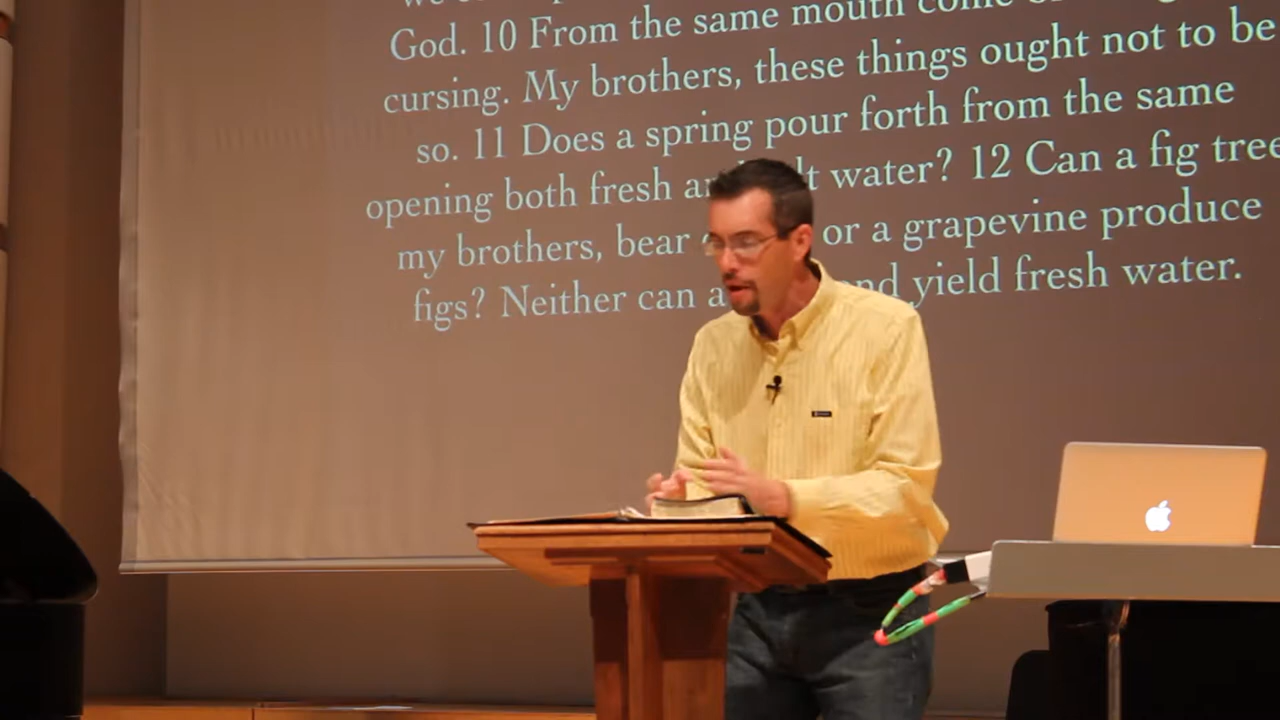 God. 10 From the same mouth come
cursing. My brothers, these things ought not to be
so. 11 Does a spring pour forth from the same
opening both fresh water? 12 Can a fig tree
my brothers, bear or a grapevine produce
figs? Neither can a yield fresh water.